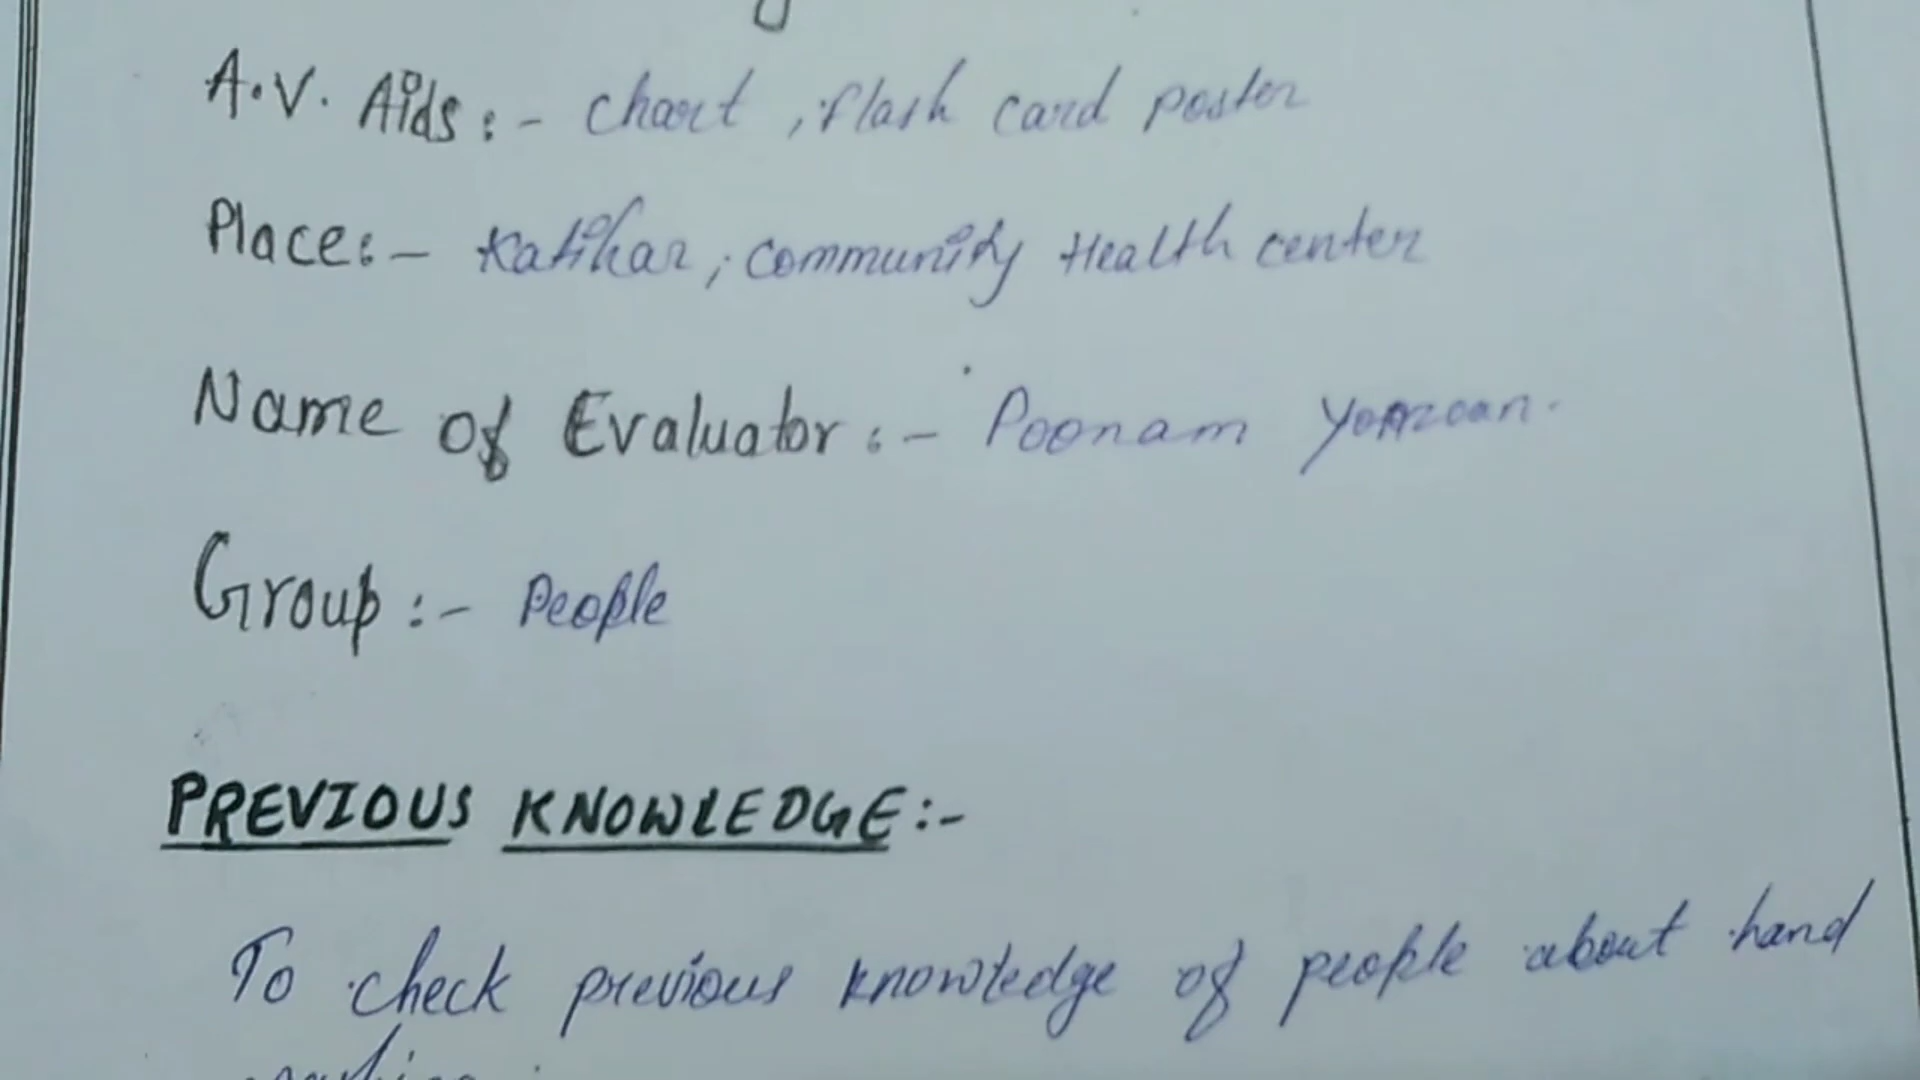 A.V. Aids :- chart , flash card poster
Place:- Katihar, community Health center
Name of Evaluator :- Poonam
Group :- People
PREVIOUS KNOWLEDGE:-
To check previous knowledge of people about hand
washing.